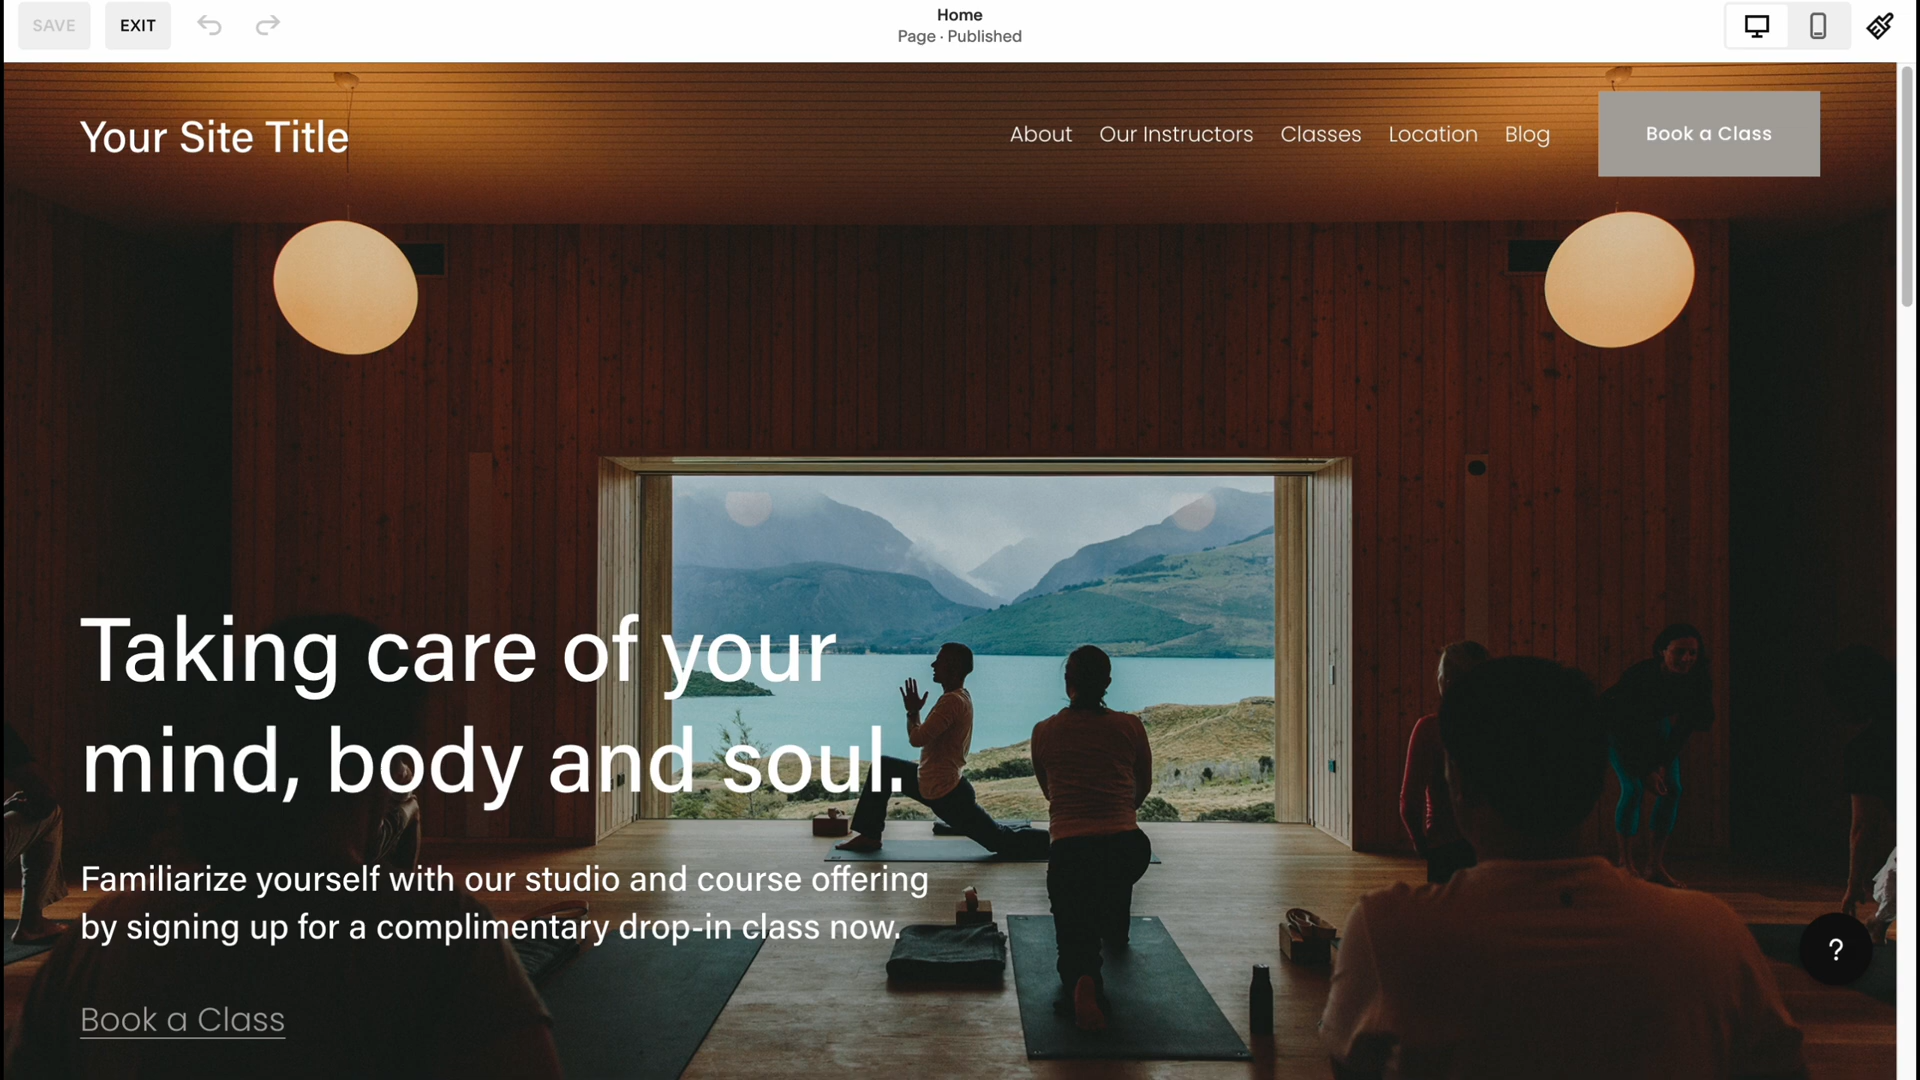 SAVE
EXIT
Home
Page · Published
Your Site Title
About
Our Instructors
Classes
Location
Blog
Book a Class
Taking care of your
mind, body and soul.
Familiarize yourself with our studio and course offering
by signing up for a complimentary drop-in class now.
Book a Class
?